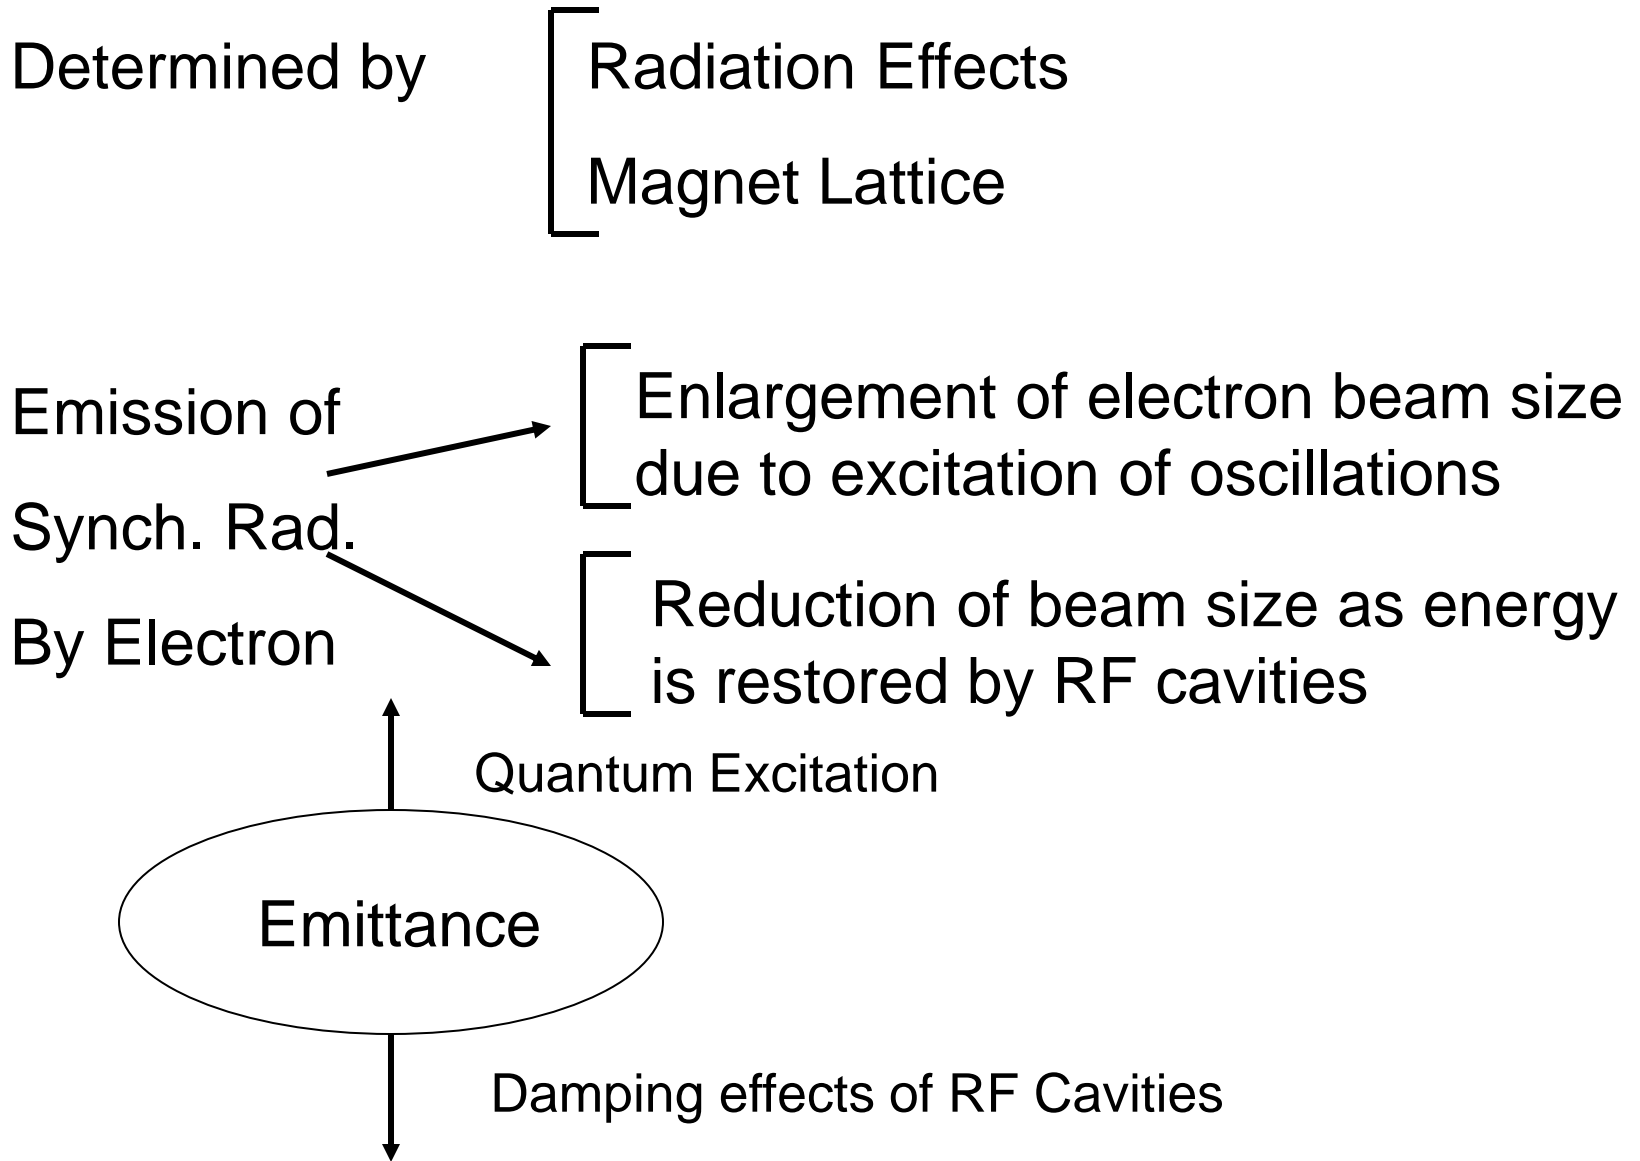 Determined by
Radiation Effects
Magnet Lattice
Emission of
Synch. Rad.
By Electron
Enlargement of electron beam size
due to excitation of oscillations
Reduction of beam size as energy
is restored by RF cavities
Quantum Excitation
Emittance
Damping effects of RF Cavities